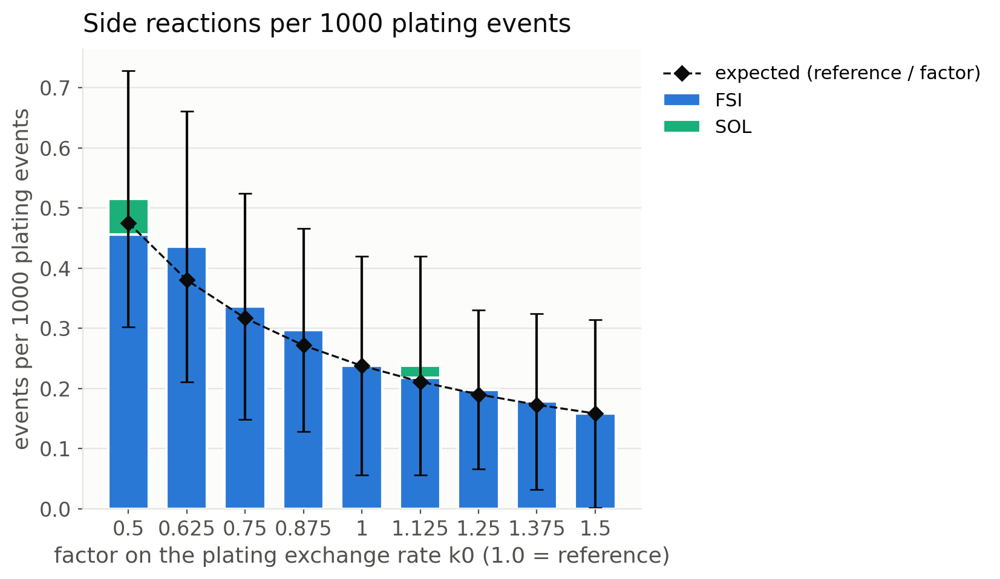 Side reactions per 1000 plating events
expected (reference / factor)
FSI
SOL
events per 1000 plating events
0.7
0.6
0.5
0.4
0.3
0.2
0.1
0.0
0.5 0.625 0.75 0.875 1 1.125 1.25 1.375 1.5
factor on the plating exchange rate k0 (1.0 = reference)